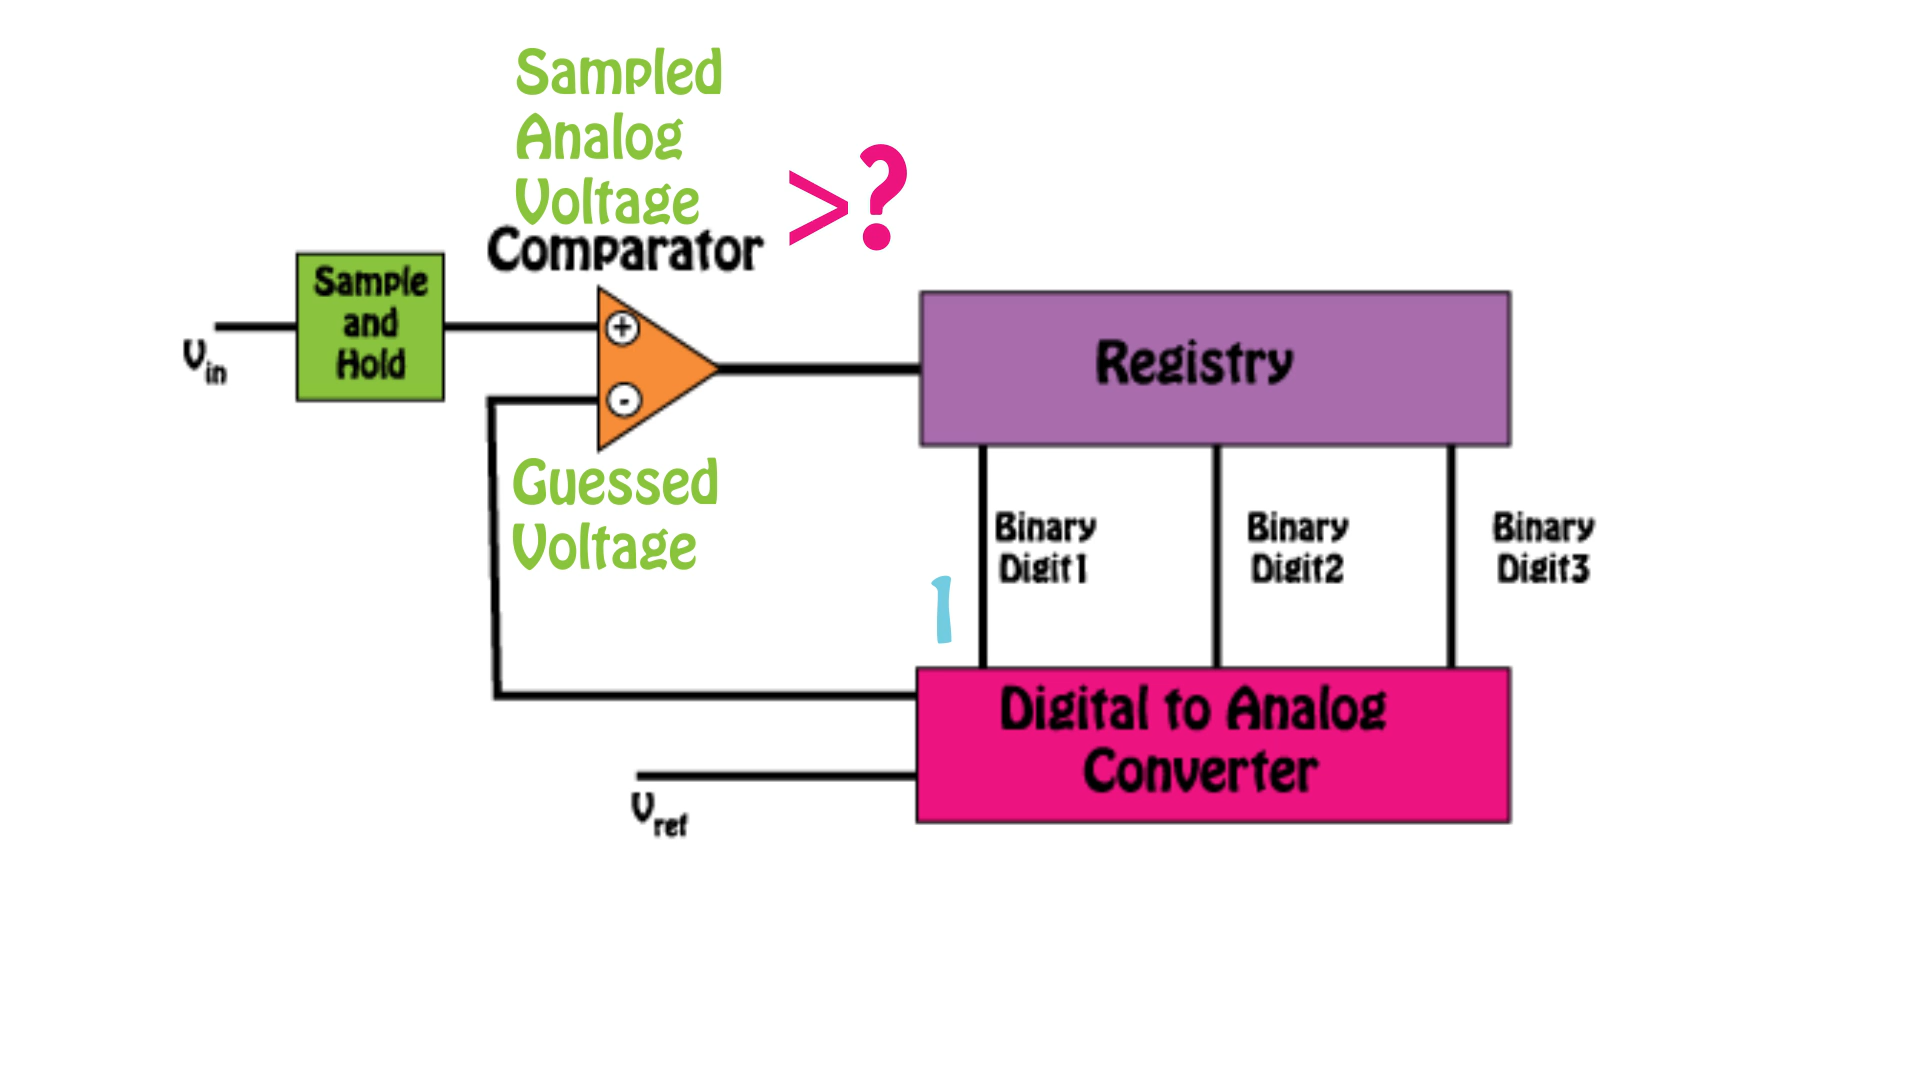 Sampled
Analog
Voltage
>?
Comparator
Sample
and
Hold
+
Vin
-
Registry
Guessed
Voltage
Binary
Digit1
Binary
Digit2
Binary
Digit3
1
Digital to Analog
Converter
Vref